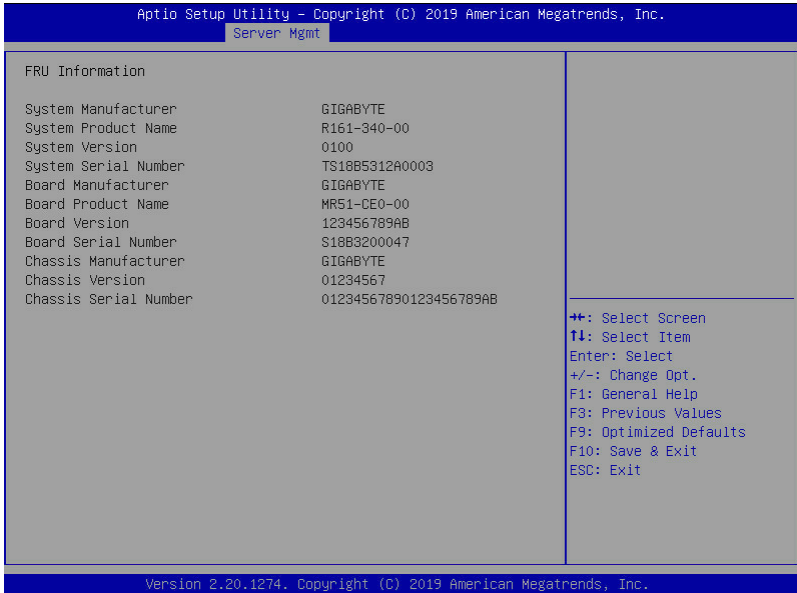 Aptio Setup Utility – Copyright (C) 2019 American Megatrends, Inc.
Server Mgmt
FRU Information
System Manufacturer GIGABYTE
System Product Name R161-340-00
System Version 0100
System Serial Number TS18B5312A0003
Board Manufacturer GIGABYTE
Board Product Name MR51-CE0-00
Board Version 123456789AB
Board Serial Number S18B3200047
Chassis Manufacturer GIGABYTE
Chassis Version 01234567
Chassis Serial Number 01234567890123456789AB
→←: Select Screen
↑↓: Select Item
Enter: Select
+/-: Change Opt.
F1: General Help
F3: Previous Values
F9: Optimized Defaults
F10: Save & Exit
ESC: Exit
Version 2.20.1274. Copyright (C) 2019 American Megatrends, Inc.